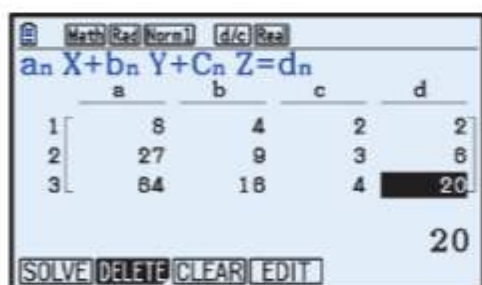 Math Rad Norm1 d/c Real
an X+bn Y+Cn Z=dn
a b c d
1 8 4 2 2
2 27 9 3 6
3 64 16 4 20
20
SOLVE DELETE CLEAR EDIT